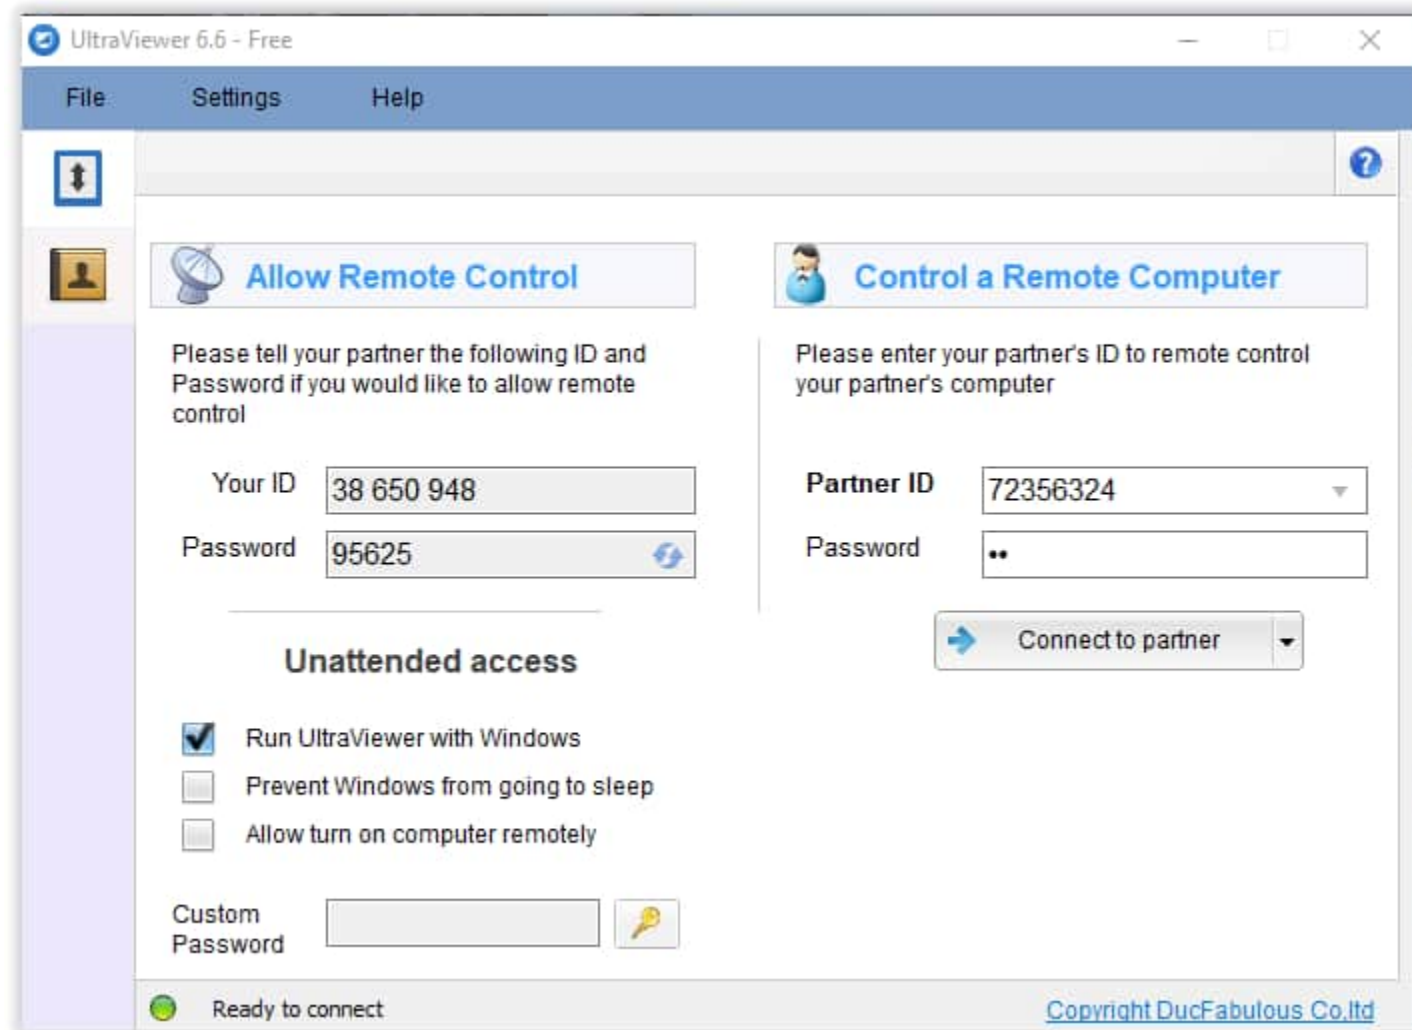 UltraViewer 6.6 - Free
File Settings Help
Allow Remote Control
Please tell your partner the following ID and
Password if you would like to allow remote
control
Your ID 38 650 948
Password 95625
Unattended access
Run UltraViewer with Windows
Prevent Windows from going to sleep
Allow turn on computer remotely
Custom
Password
Control a Remote Computer
Please enter your partner's ID to remote control
your partner's computer
Partner ID 72356324
Password ••
Connect to partner
Ready to connect
Copyright DucFabulous Co,ltd